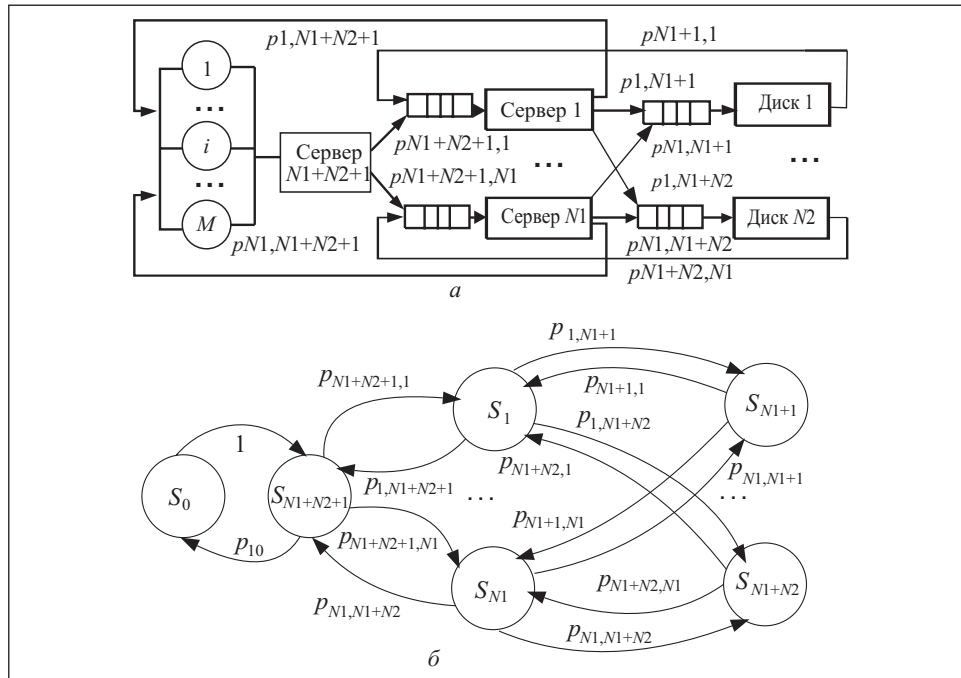 p1,N1+N2+1
pN1+1,1
1
...
i
...
M
Сервер
N1+N2+1
pN1+N2+1,1
pN1+N2+1,N1
Сервер 1
...
Сервер N1
p1,N1+1
pN1,N1+1
p1,N1+N2
pN1,N1+N2
Диск 1
...
Диск N2
pN1,N1+N2+1
pN1+N2,N1
а
p 1,N1+1
pN1+N2+1,1
S1
pN1+1,1
SN1+1
p1,N1+N2
1
S0
SN1+N2+1
p1,N1+N2+1
pN1+N2,1
...
pN1,N1+1
...
p10
pN1+N2+1,N1
pN1+1,N1
SN1
pN1+N2,N1
SN1+N2
pN1,N1+N2
pN1,N1+N2
б